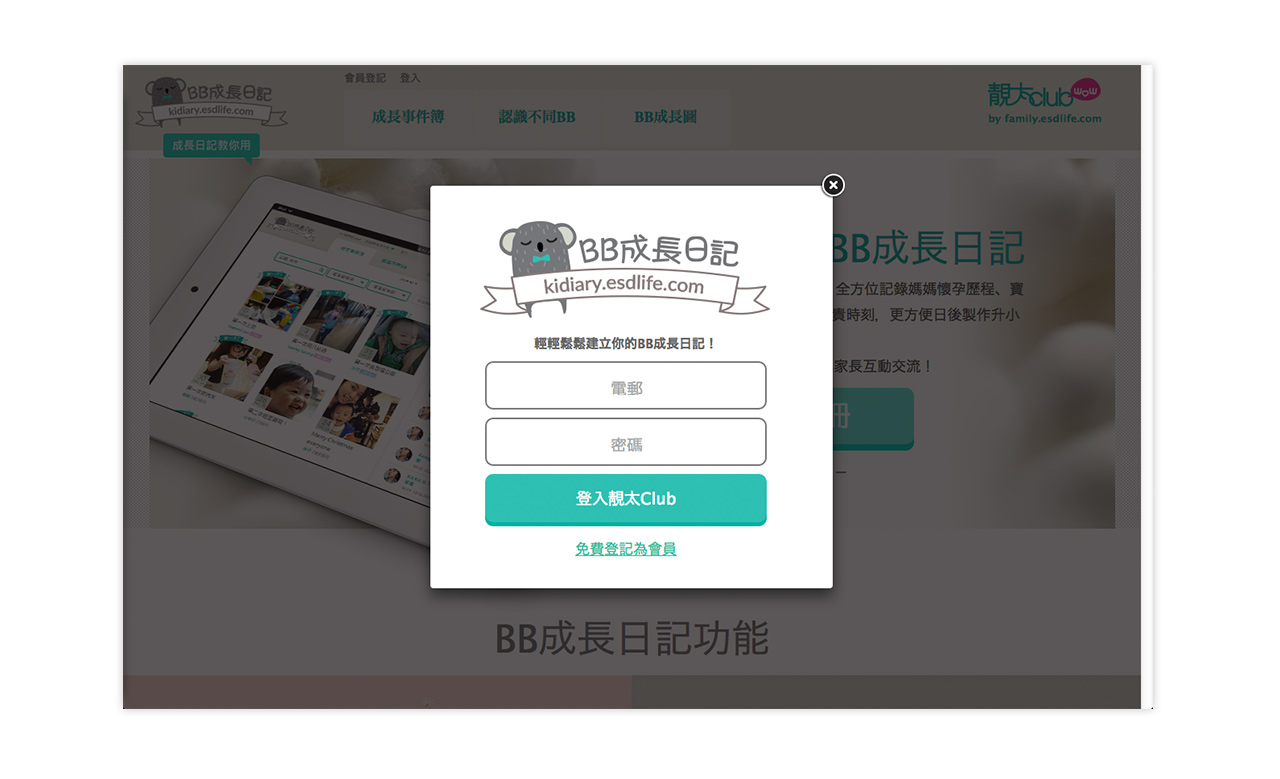 BB成長日記
kidiary.esdlife.com
成長日記教你用
會員登記 登入
成長事件簿 認識不同BB BB成長圖
靚太club wow
by family.esdlife.com
BB成長日記
全方位記錄媽媽懷孕歷程、寶
貴時刻，更方便日後製作升小
家長互動交流！
冊
BB成長日記
kidiary.esdlife.com
輕輕鬆鬆建立你的BB成長日記！
電郵
密碼
登入靚太Club
免費登記為會員
BB成長日記功能